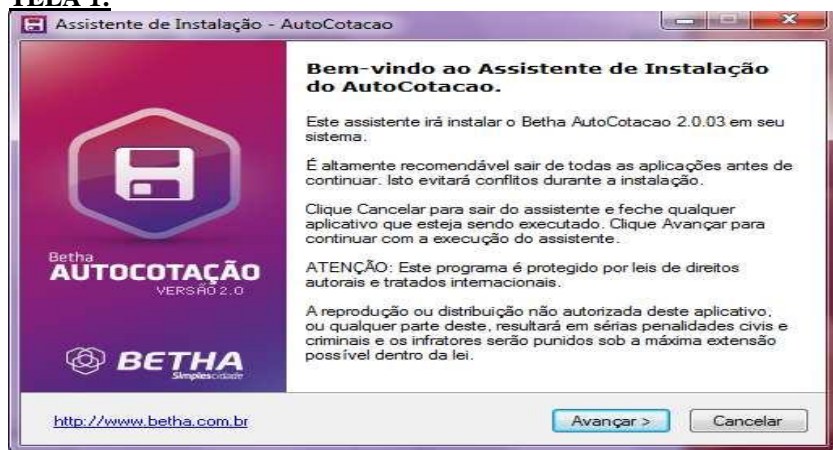 TELA 1:
Assistente de Instalação - AutoCotacao
Bem-vindo ao Assistente de Instalação
do AutoCotacao.
Este assistente irá instalar o Betha AutoCotacao 2.0.03 em seu
sistema.
É altamente recomendável sair de todas as aplicações antes de
continuar. Isto evitará conflitos durante a instalação.
Clique Cancelar para sair do assistente e feche qualquer
aplicativo que esteja sendo executado. Clique Avançar para
continuar com a execução do assistente.
ATENÇÃO: Este programa é protegido por leis de direitos
autorais e tratados internacionais.
A reprodução ou distribuição não autorizada deste aplicativo,
ou qualquer parte deste, resultará em sérias penalidades civis e
criminais e os infratores serão punidos sob a máxima extensão
possível dentro da lei.
Betha
AUTOCOTAÇÃO
VERSÃO 2.0
BETHA
Simplescidade
http://www.betha.com.br
Avançar >
Cancelar